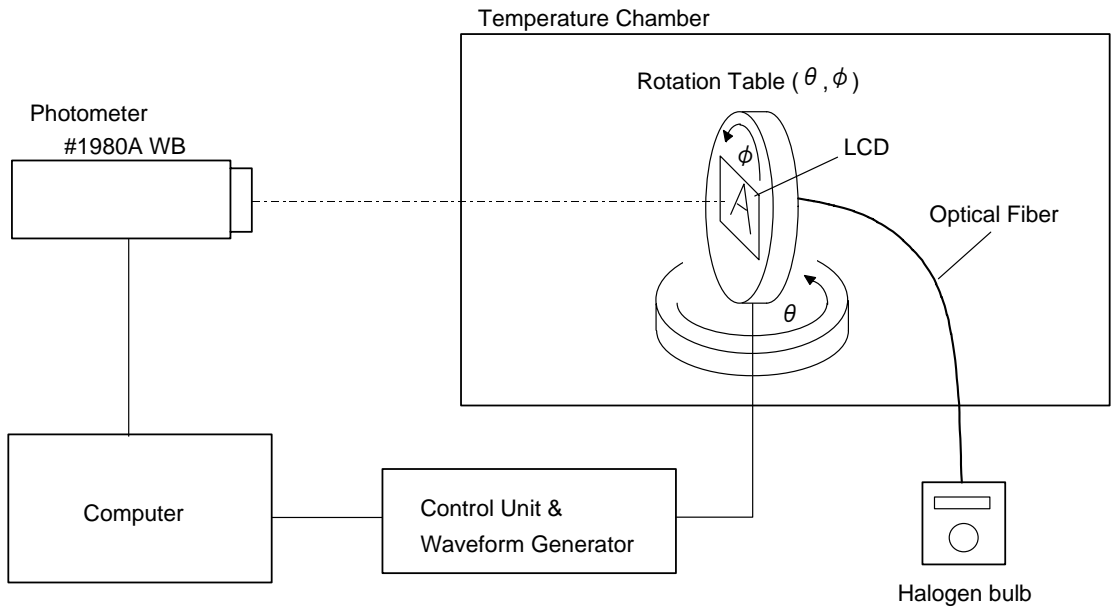 Temperature Chamber
Rotation Table ( θ , ϕ )
Photometer
#1980A WB
ϕ
LCD
A
Optical Fiber
θ
Computer
Control Unit &
Waveform Generator
Halogen bulb